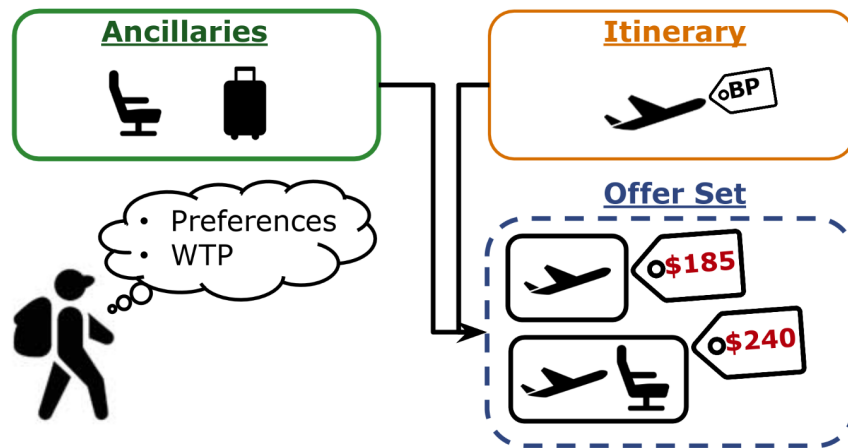 Ancillaries
Itinerary
BP
• Preferences
• WTP
Offer Set
$185
$240